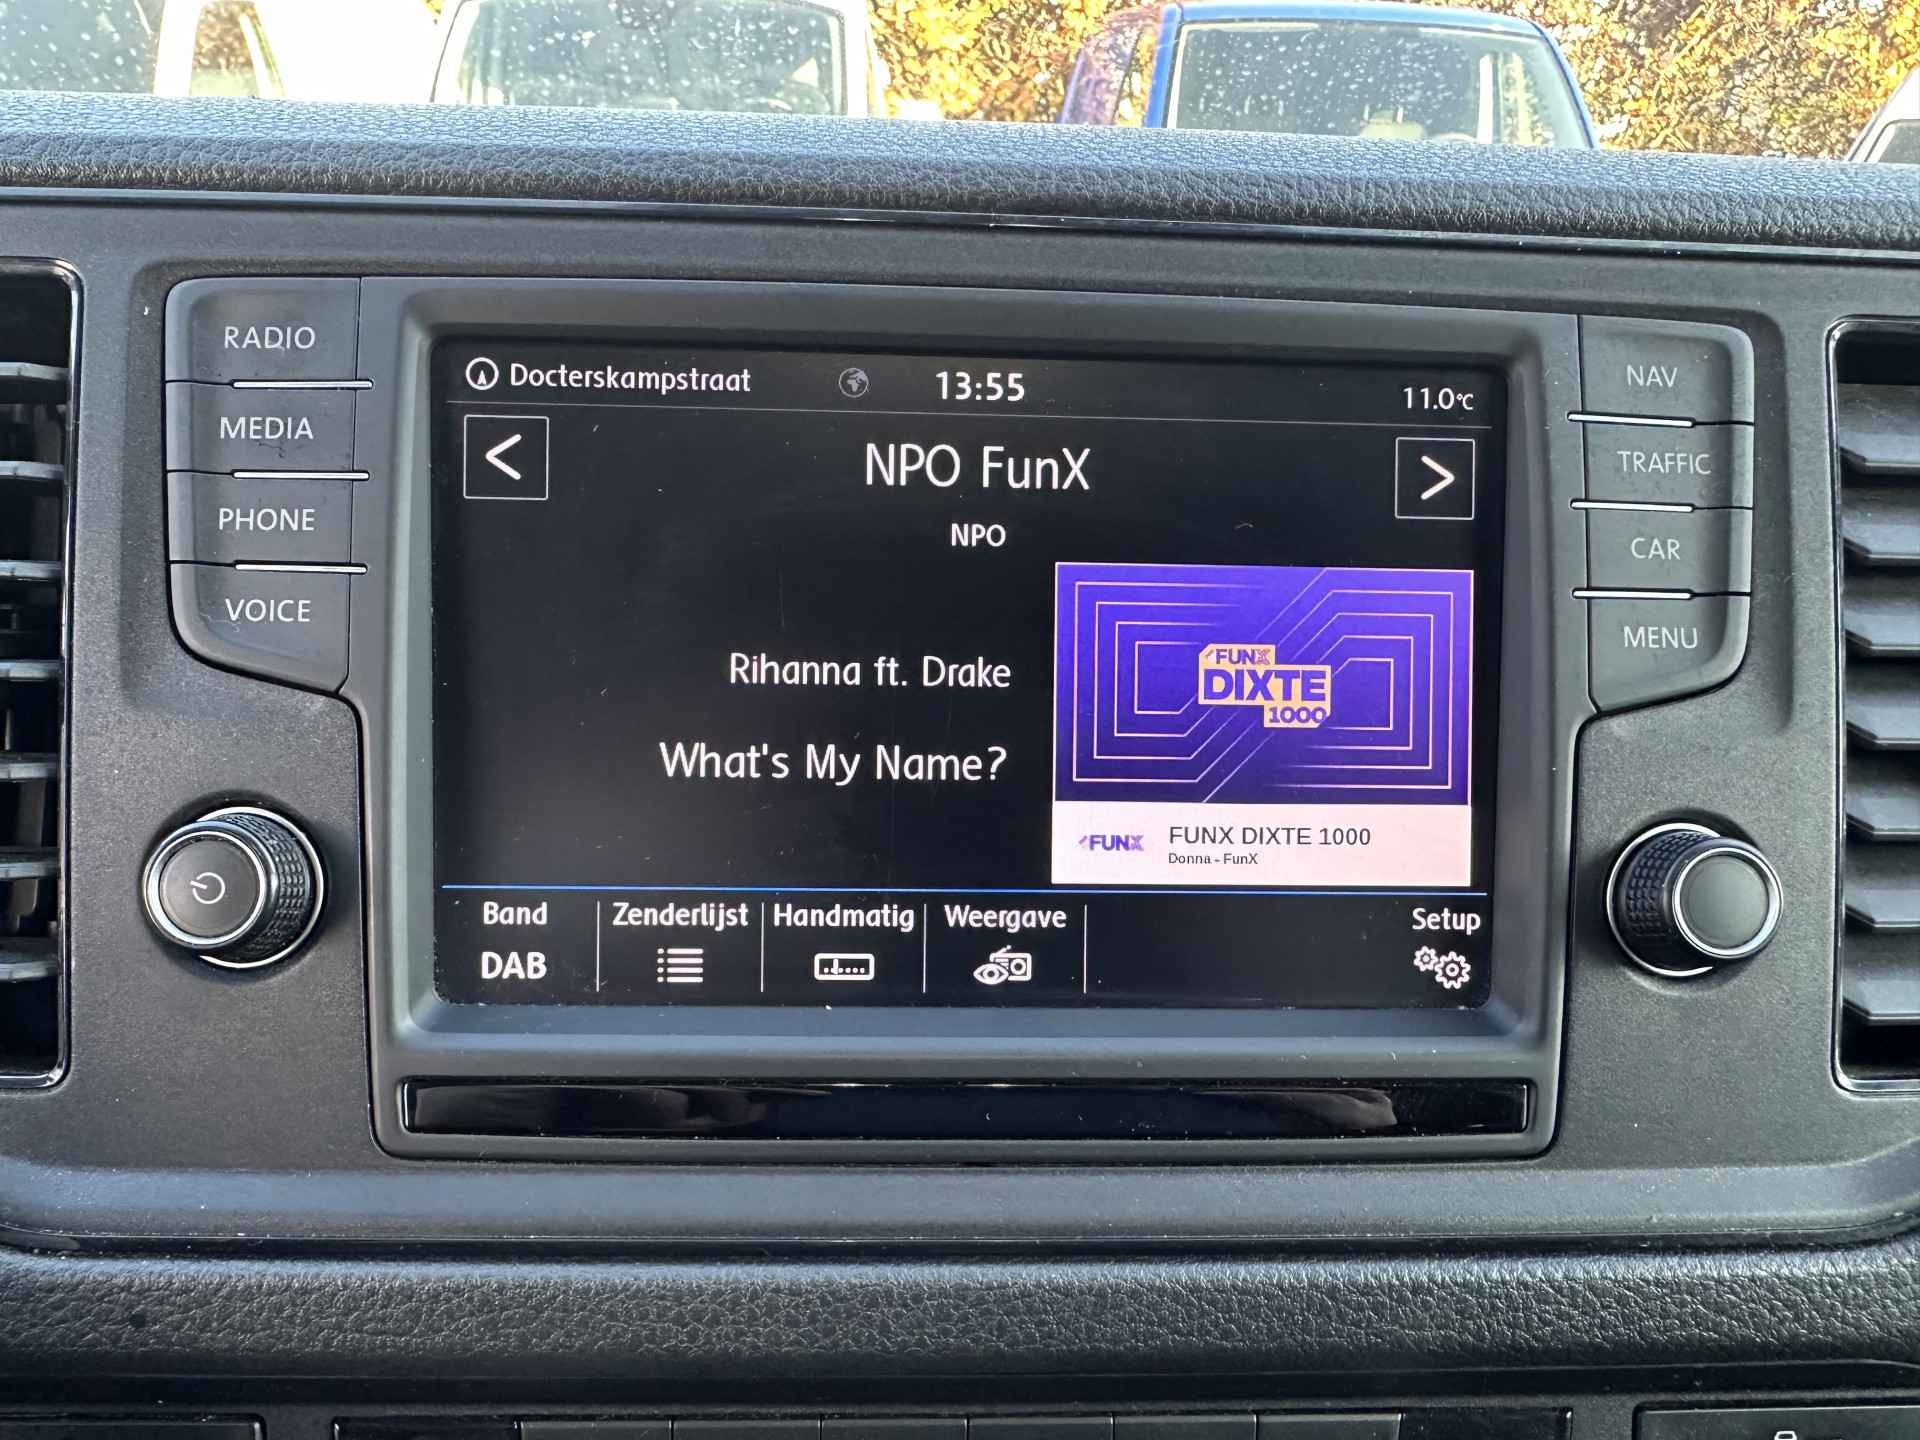 RADIO
MEDIA
PHONE
VOICE
Docterskampstraat
13:55
11.0°C
<
NPO FunX
>
NPO
Rihanna ft. Drake
What's My Name?
FUNX
DIXTE
1000
FUNX
FUNX DIXTE 1000
Donna - FunX
Band
DAB
Zenderlijst
Handmatig
Weergave
Setup
NAV
TRAFFIC
CAR
MENU